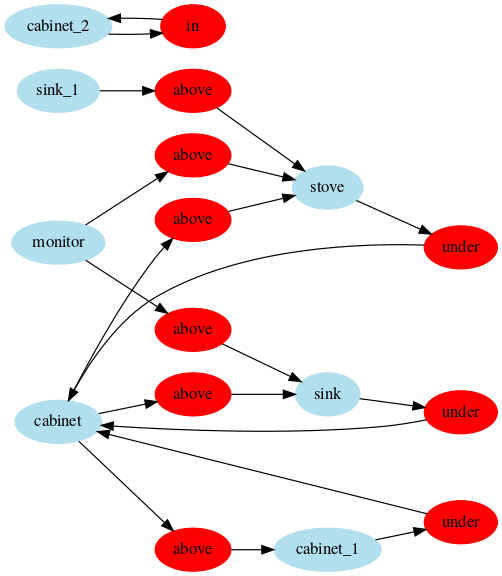 cabinet_2
in
sink_1
above
above
stove
above
monitor
under
above
above
sink
cabinet
under
under
above
cabinet_1